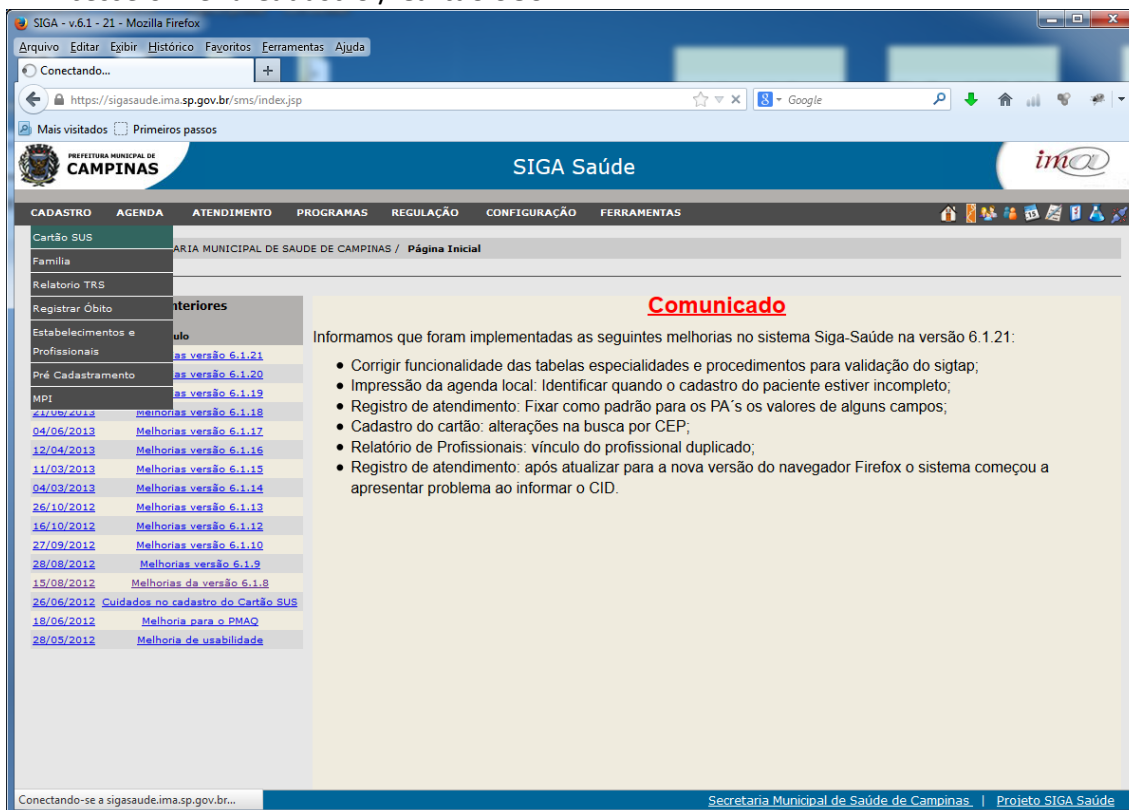 SIGA - v.6.1 - 21 - Mozilla Firefox
Arquivo Editar Exibir Histórico Favoritos Ferramentas Ajuda
Conectando...
https://sigasaude.ima.sp.gov.br/sms/index.jsp
Google
Mais visitados Primeiros passos
PREFEITURA MUNICIPAL DE
CAMPINAS
SIGA Saúde
ima
CADASTRO AGENDA ATENDIMENTO PROGRAMAS REGULAÇÃO CONFIGURAÇÃO FERRAMENTAS
Cartão SUS
Familia
Relatorio TRS
Registrar Óbito
Estabelecimentos e
Profissionais
Pré Cadastramento
MPI
ARIA MUNICIPAL DE SAUDE DE CAMPINAS / Página Inicial
nteriores
ulo
as versão 6.1.21
as versão 6.1.20
as versão 6.1.19
21/06/2013 Melhorias versão 6.1.18
04/06/2013 Melhorias versão 6.1.17
12/04/2013 Melhorias versão 6.1.16
11/03/2013 Melhorias versão 6.1.15
04/03/2013 Melhorias versão 6.1.14
26/10/2012 Melhorias versão 6.1.13
16/10/2012 Melhorias versão 6.1.12
27/09/2012 Melhorias versão 6.1.10
28/08/2012 Melhorias versão 6.1.9
15/08/2012 Melhorias da versão 6.1.8
26/06/2012 Cuidados no cadastro do Cartão SUS
18/06/2012 Melhoria para o PMAQ
28/05/2012 Melhoria de usabilidade
Comunicado
Informamos que foram implementadas as seguintes melhorias no sistema Siga-Saúde na versão 6.1.21:
• Corrigir funcionalidade das tabelas especialidades e procedimentos para validação do sigtap;
• Impressão da agenda local: Identificar quando o cadastro do paciente estiver incompleto;
• Registro de atendimento: Fixar como padrão para os PA´s os valores de alguns campos;
• Cadastro do cartão: alterações na busca por CEP;
• Relatório de Profissionais: vínculo do profissional duplicado;
• Registro de atendimento: após atualizar para a nova versão do navegador Firefox o sistema começou a
apresentar problema ao informar o CID.
Conectando-se a sigasaude.ima.sp.gov.br...
Secretaria Municipal de Saúde de Campinas | Projeto SIGA Saúde